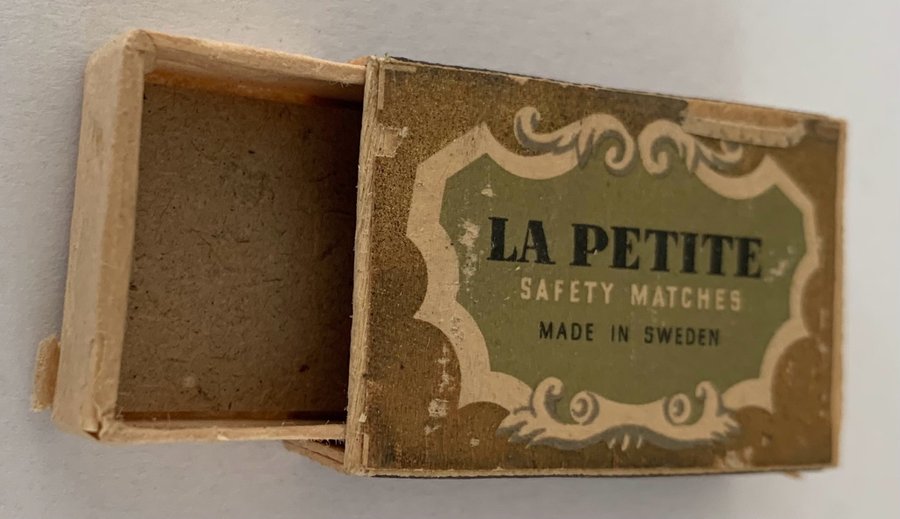 LA PETITE
SAFETY MATCHES
MADE IN SWEDEN